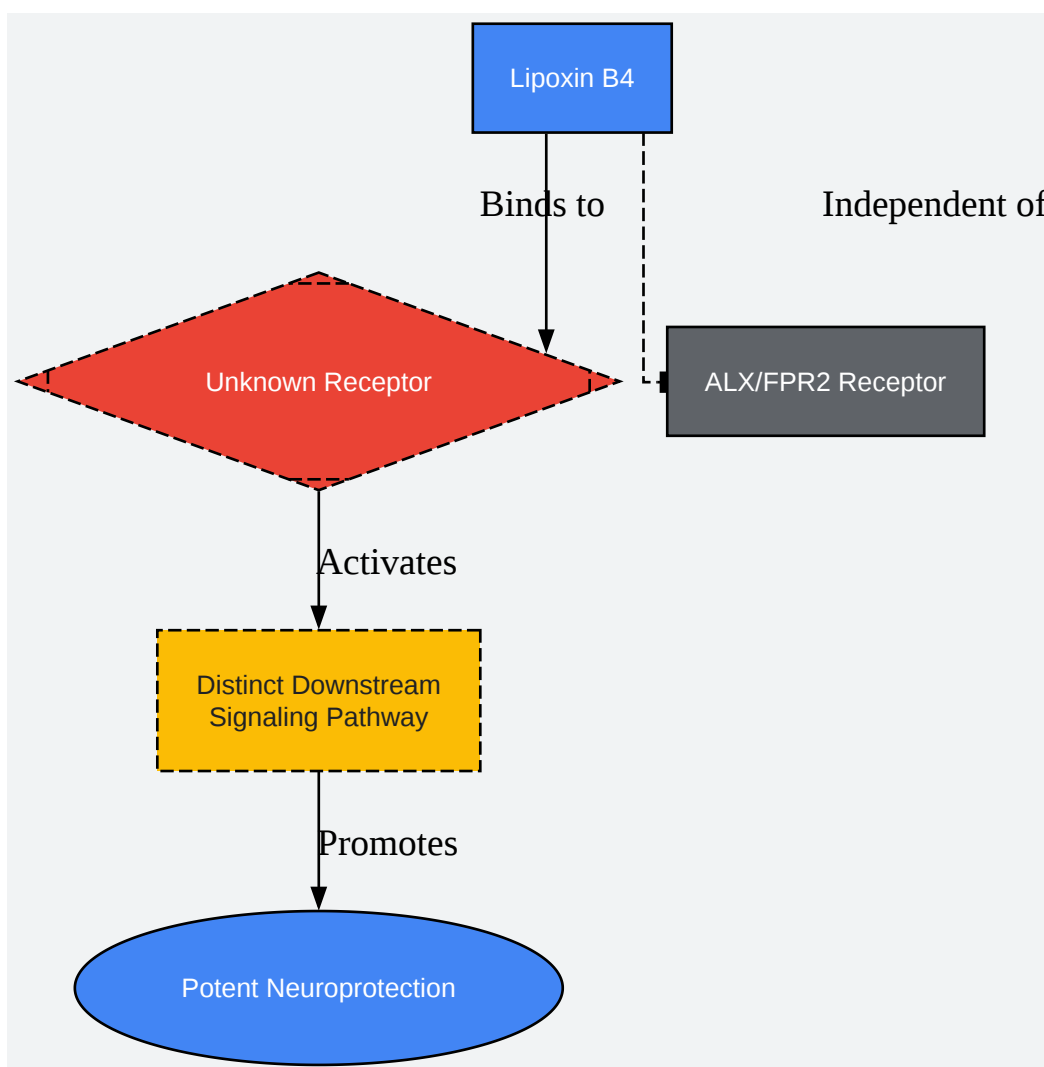 Lipoxin B4
Binds to
Independent of
Unknown Receptor
ALX/FPR2 Receptor
Activates
Distinct Downstream
Signaling Pathway
Promotes
Potent Neuroprotection